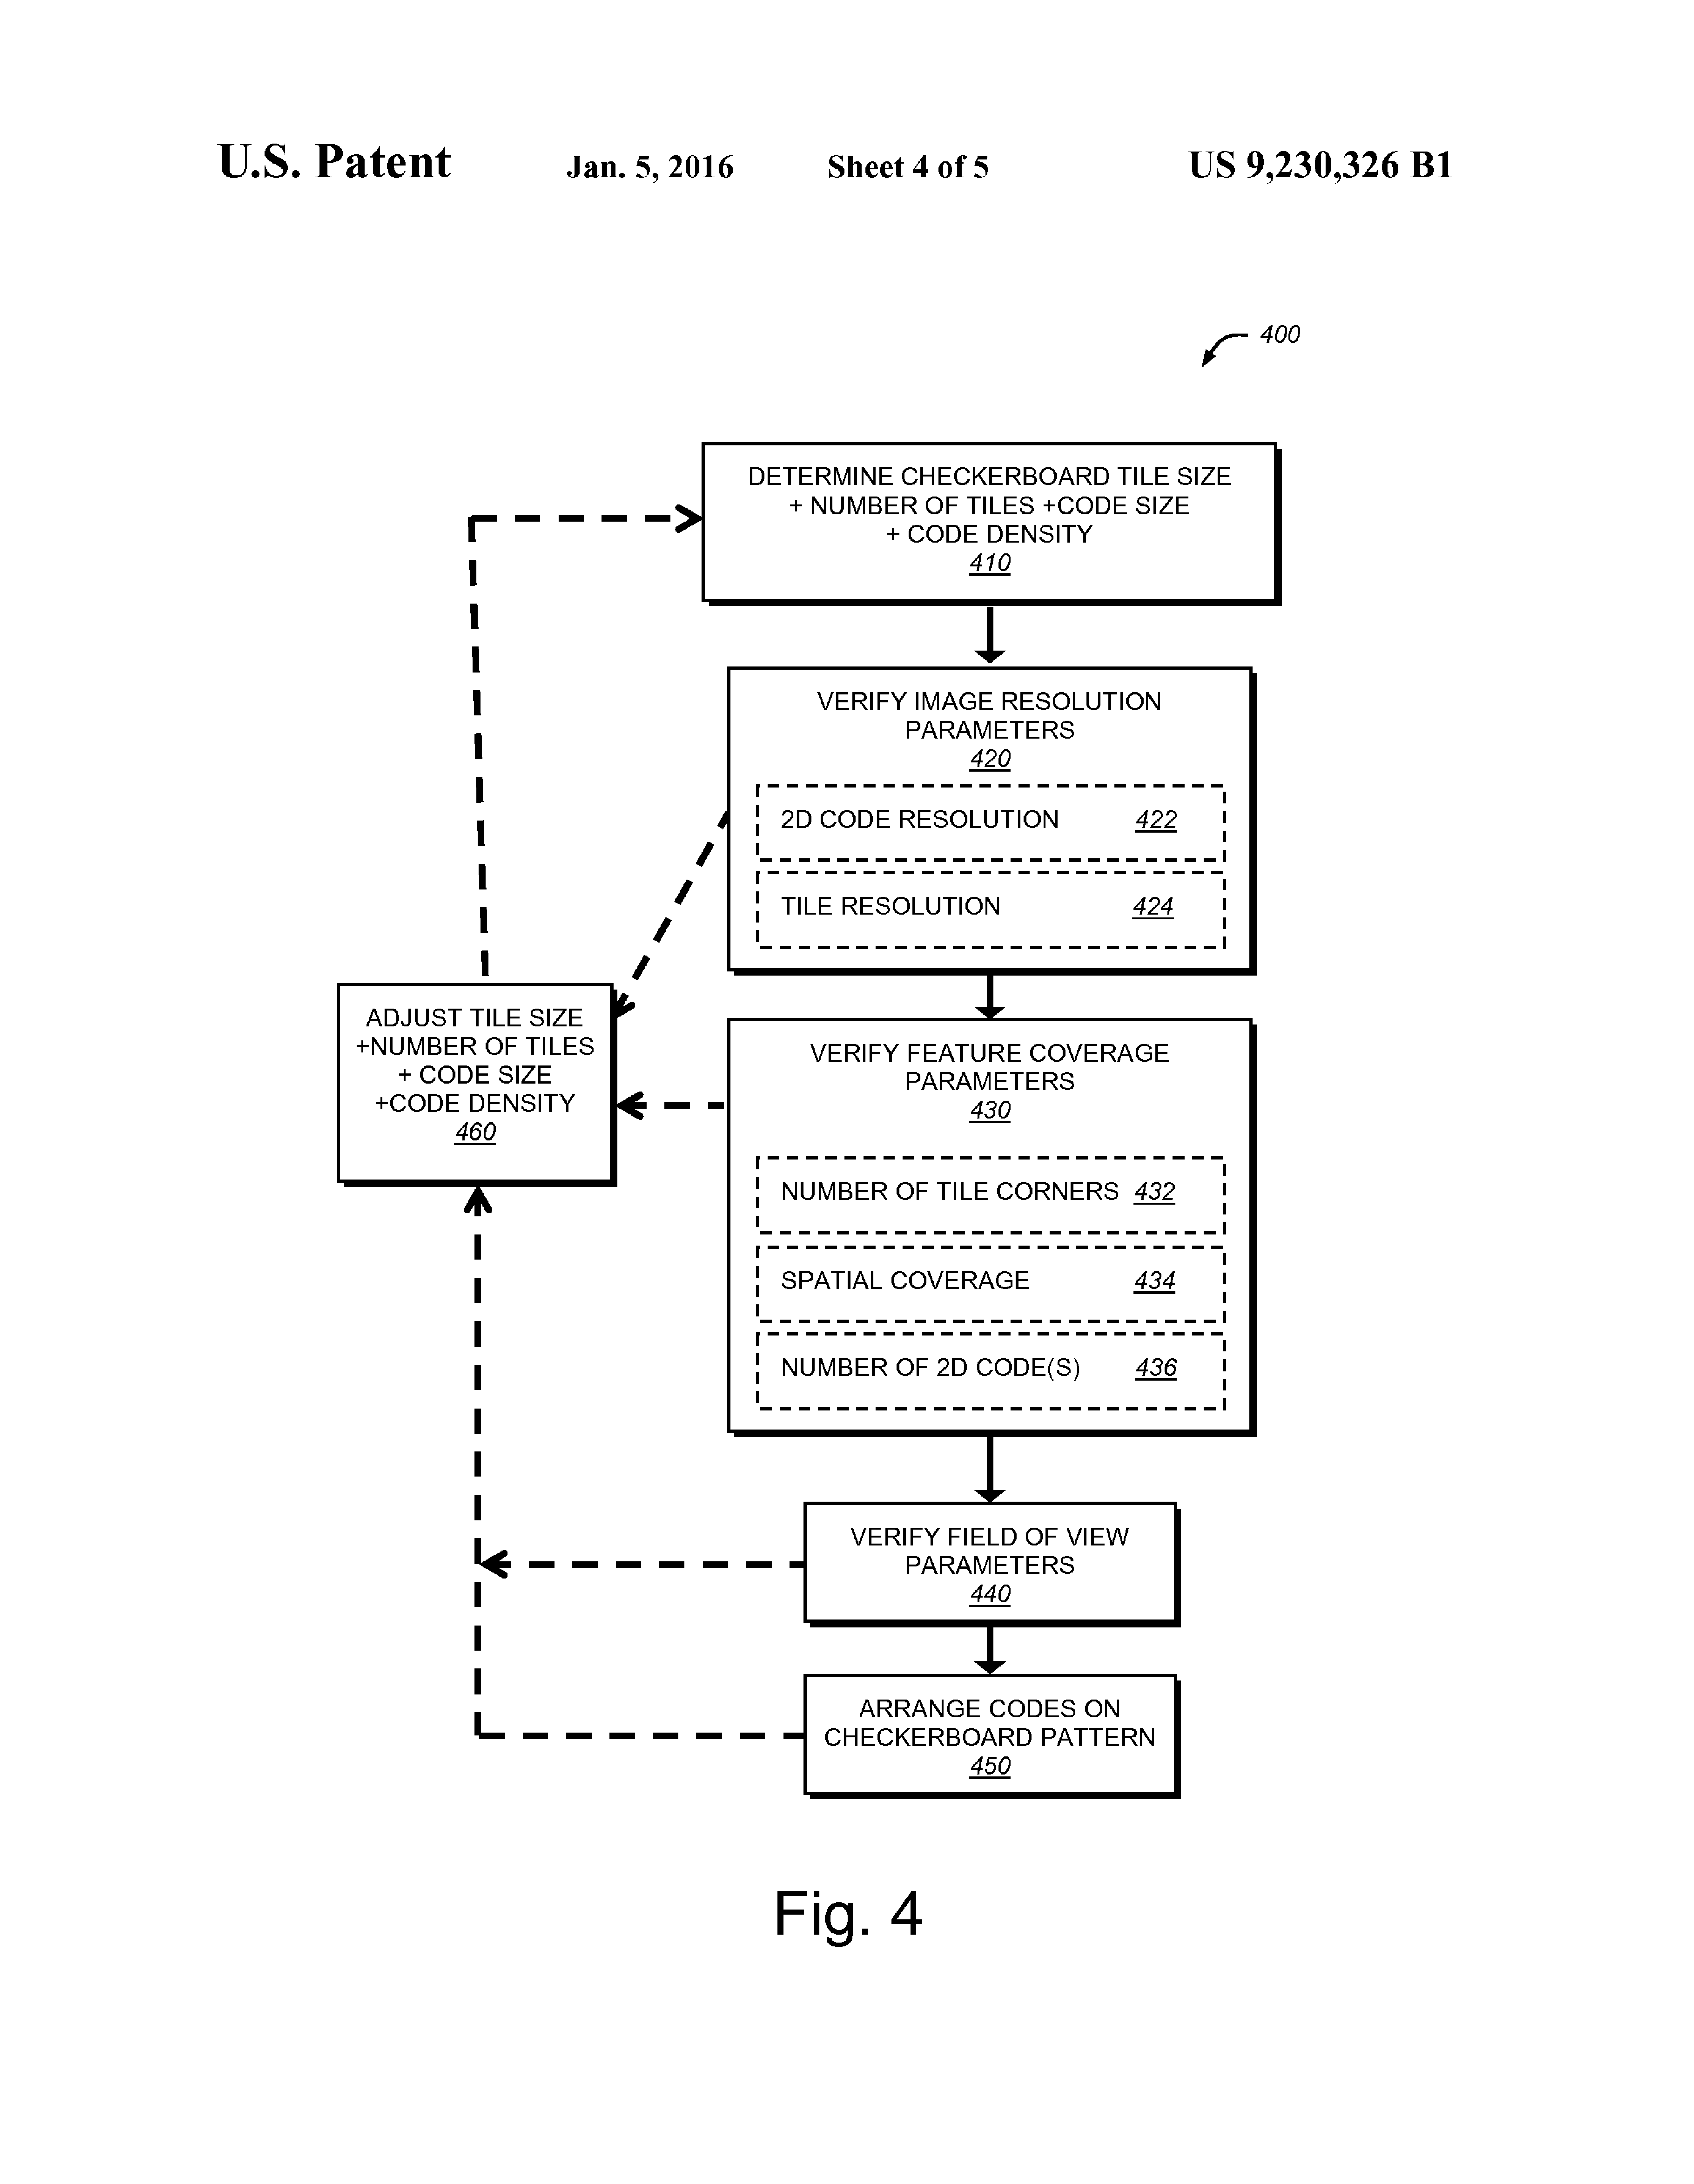 U.S. Patent Jan. 5, 2016 Sheet 4 of 5 US 9,230,326 B1
400
DETERMINE CHECKERBOARD TILE SIZE
+ NUMBER OF TILES +CODE SIZE
+ CODE DENSITY
410
VERIFY IMAGE RESOLUTION
PARAMETERS
420
2D CODE RESOLUTION 422
TILE RESOLUTION 424
ADJUST TILE SIZE
+NUMBER OF TILES
+ CODE SIZE
+CODE DENSITY
460
VERIFY FEATURE COVERAGE
PARAMETERS
430
NUMBER OF TILE CORNERS 432
SPATIAL COVERAGE 434
NUMBER OF 2D CODE(S) 436
VERIFY FIELD OF VIEW
PARAMETERS
440
ARRANGE CODES ON
CHECKERBOARD PATTERN
450
Fig. 4